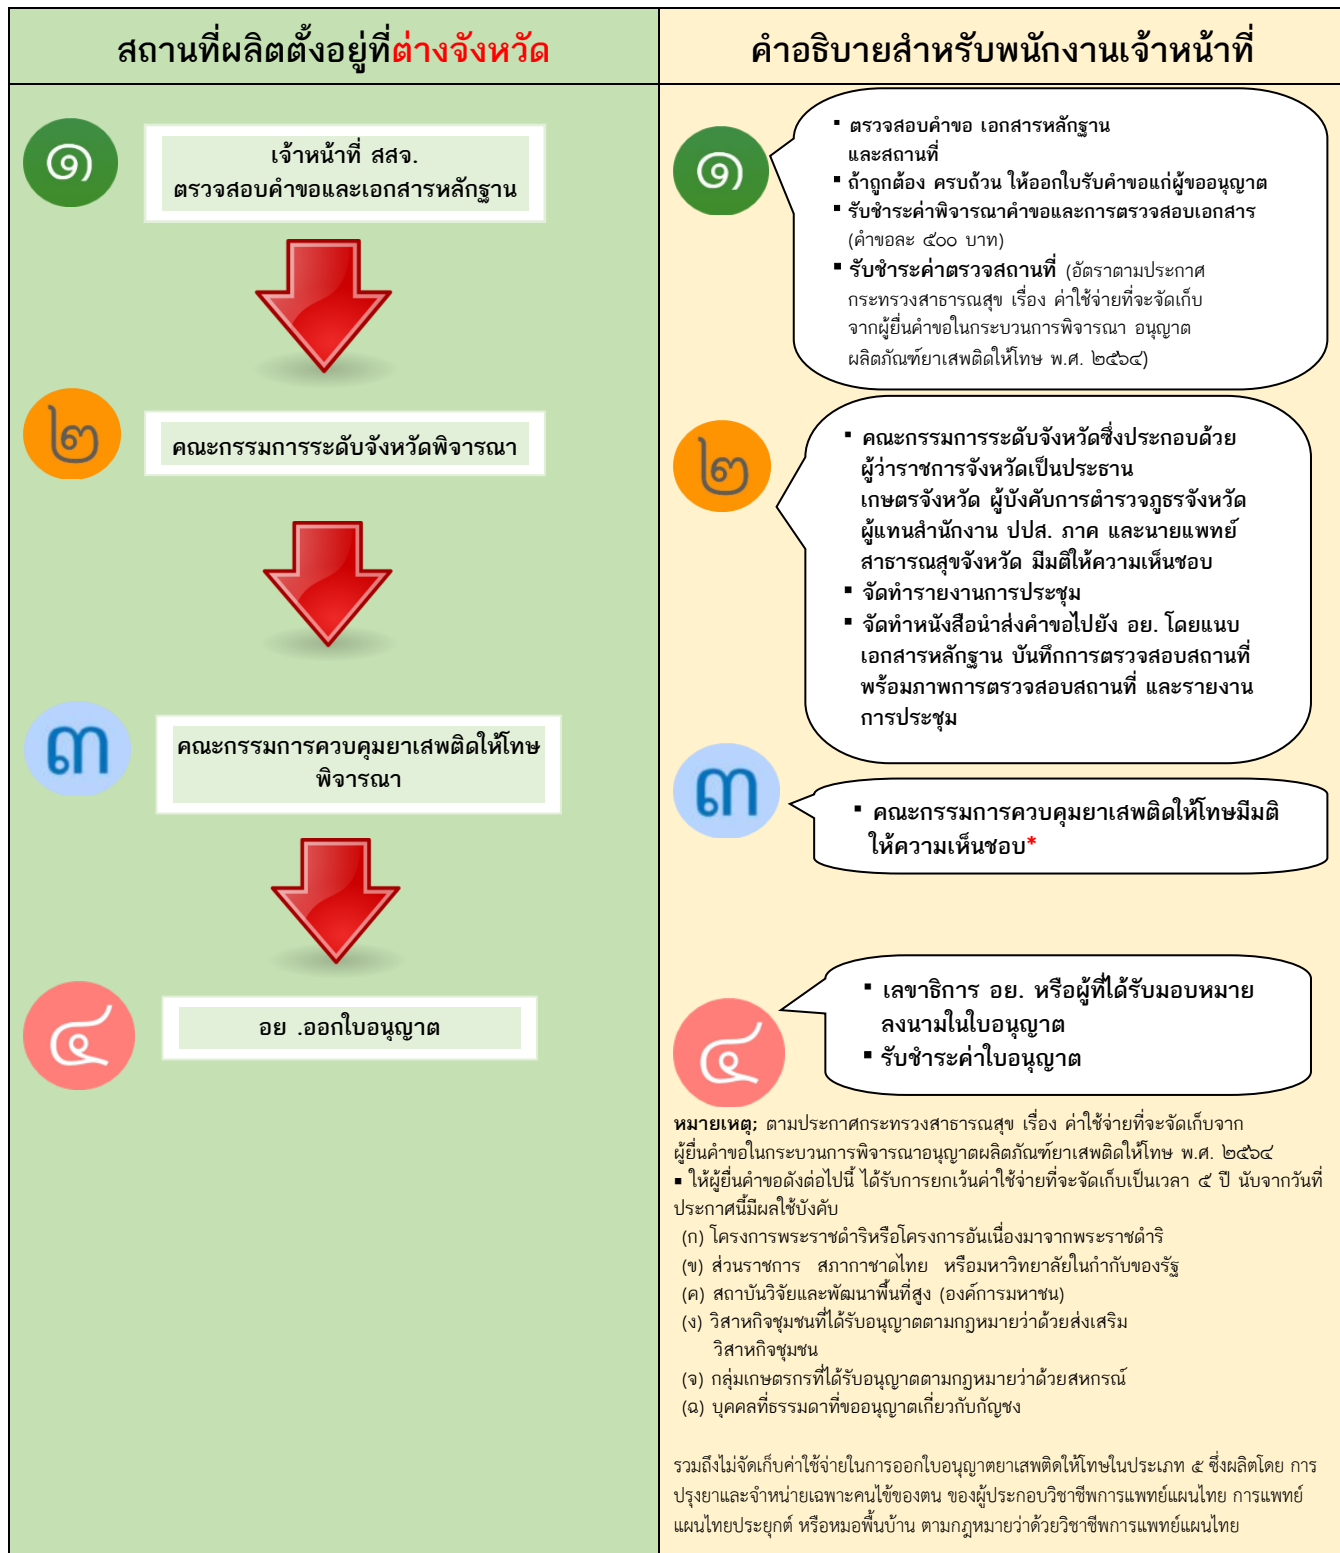 สถานที่ผลิตตั้งอยู่ที่ต่างจังหวัด
๑
เจ้าหน้าที่ สสจ.
ตรวจสอบคำขอและเอกสารหลักฐาน
๒
คณะกรรมการระดับจังหวัดพิจารณา
๓
คณะกรรมการควบคุมยาเสพติดให้โทษ
พิจารณา
๔
อย .ออกใบอนุญาต
คำอธิบายสำหรับพนักงานเจ้าหน้าที่
๑
▪ ตรวจสอบคำขอ เอกสารหลักฐาน
และสถานที่
▪ ถ้าถูกต้อง ครบถ้วน ให้ออกใบรับคำขอแก่ผู้ขออนุญาต
▪ รับชำระค่าพิจารณาคำขอและการตรวจสอบเอกสาร
(คำขอละ ๕๐๐ บาท)
▪ รับชำระค่าตรวจสถานที่ (อัตราตามประกาศ
กระทรวงสาธารณสุข เรื่อง ค่าใช้จ่ายที่จะจัดเก็บ
จากผู้ยื่นคำขอในกระบวนการพิจารณา อนุญาต
ผลิตภัณฑ์ยาเสพติดให้โทษ พ.ศ. ๒๕๖๔)
๒
▪ คณะกรรมการระดับจังหวัดซึ่งประกอบด้วย
ผู้ว่าราชการจังหวัดเป็นประธาน
เกษตรจังหวัด ผู้บังคับการตำรวจภูธรจังหวัด
ผู้แทนสำนักงาน ปปส. ภาค และนายแพทย์
สาธารณสุขจังหวัด มีมติให้ความเห็นชอบ
▪ จัดทำรายงานการประชุม
▪ จัดทำหนังสือนำส่งคำขอไปยัง อย. โดยแนบ
เอกสารหลักฐาน บันทึกการตรวจสอบสถานที่
พร้อมภาพการตรวจสอบสถานที่ และรายงาน
การประชุม
๓
▪ คณะกรรมการควบคุมยาเสพติดให้โทษมีมติ
ให้ความเห็นชอบ*
๔
▪ เลขาธิการ อย. หรือผู้ที่ได้รับมอบหมาย
ลงนามในใบอนุญาต
▪ รับชำระค่าใบอนุญาต
หมายเหตุ; ตามประกาศกระทรวงสาธารณสุข เรื่อง ค่าใช้จ่ายที่จะจัดเก็บจาก
ผู้ยื่นคำขอในกระบวนการพิจารณาอนุญาตผลิตภัณฑ์ยาเสพติดให้โทษ พ.ศ. ๒๕๖๔
▪ ให้ผู้ยื่นคำขอดังต่อไปนี้ ได้รับการยกเว้นค่าใช้จ่ายที่จะจัดเก็บเป็นเวลา ๕ ปี นับจากวันที่
ประกาศนี้มีผลใช้บังคับ
(ก) โครงการพระราชดำริหรือโครงการอันเนื่องมาจากพระราชดำริ
(ข) ส่วนราชการ สภากาชาดไทย หรือมหาวิทยาลัยในกำกับของรัฐ
(ค) สถาบันวิจัยและพัฒนาพื้นที่สูง (องค์การมหาชน)
(ง) วิสาหกิจชุมชนที่ได้รับอนุญาตตามกฎหมายว่าด้วยส่งเสริม
วิสาหกิจชุมชน
(จ) กลุ่มเกษตรกรที่ได้รับอนุญาตตามกฎหมายว่าด้วยสหกรณ์
(ฉ) บุคคลที่ธรรมดาที่ขออนุญาตเกี่ยวกับกัญชง
รวมถึงไม่จัดเก็บค่าใช้จ่ายในการออกใบอนุญาตยาเสพติดให้โทษในประเภท ๕ ซึ่งผลิตโดย การ
ปรุงยาและจำหน่ายเฉพาะคนไข้ของตน ของผู้ประกอบวิชาชีพการแพทย์แผนไทย การแพทย์
แผนไทยประยุกต์ หรือหมอพื้นบ้าน ตามกฎหมายว่าด้วยวิชาชีพการแพทย์แผนไทย